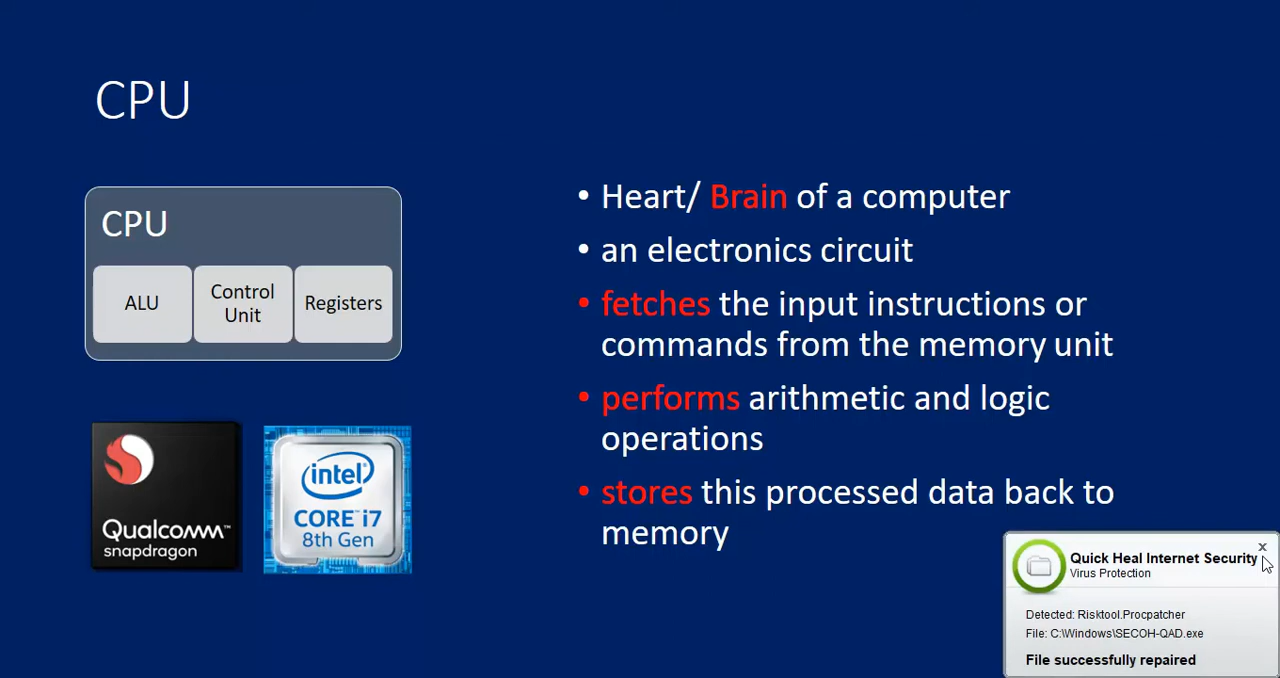 CPU
CPU
ALU
Control
Unit
Registers
Qualcomm™
snapdragon
intel
CORE™ i7
8th Gen
• Heart/ Brain of a computer
• an electronics circuit
• fetches the input instructions or
commands from the memory unit
• performs arithmetic and logic
operations
• stores this processed data back to
memory
x
Quick Heal Internet Security
Virus Protection
Detected: Risktool.Procpatcher
File: C:\Windows\SECOH-QAD.exe
File successfully repaired